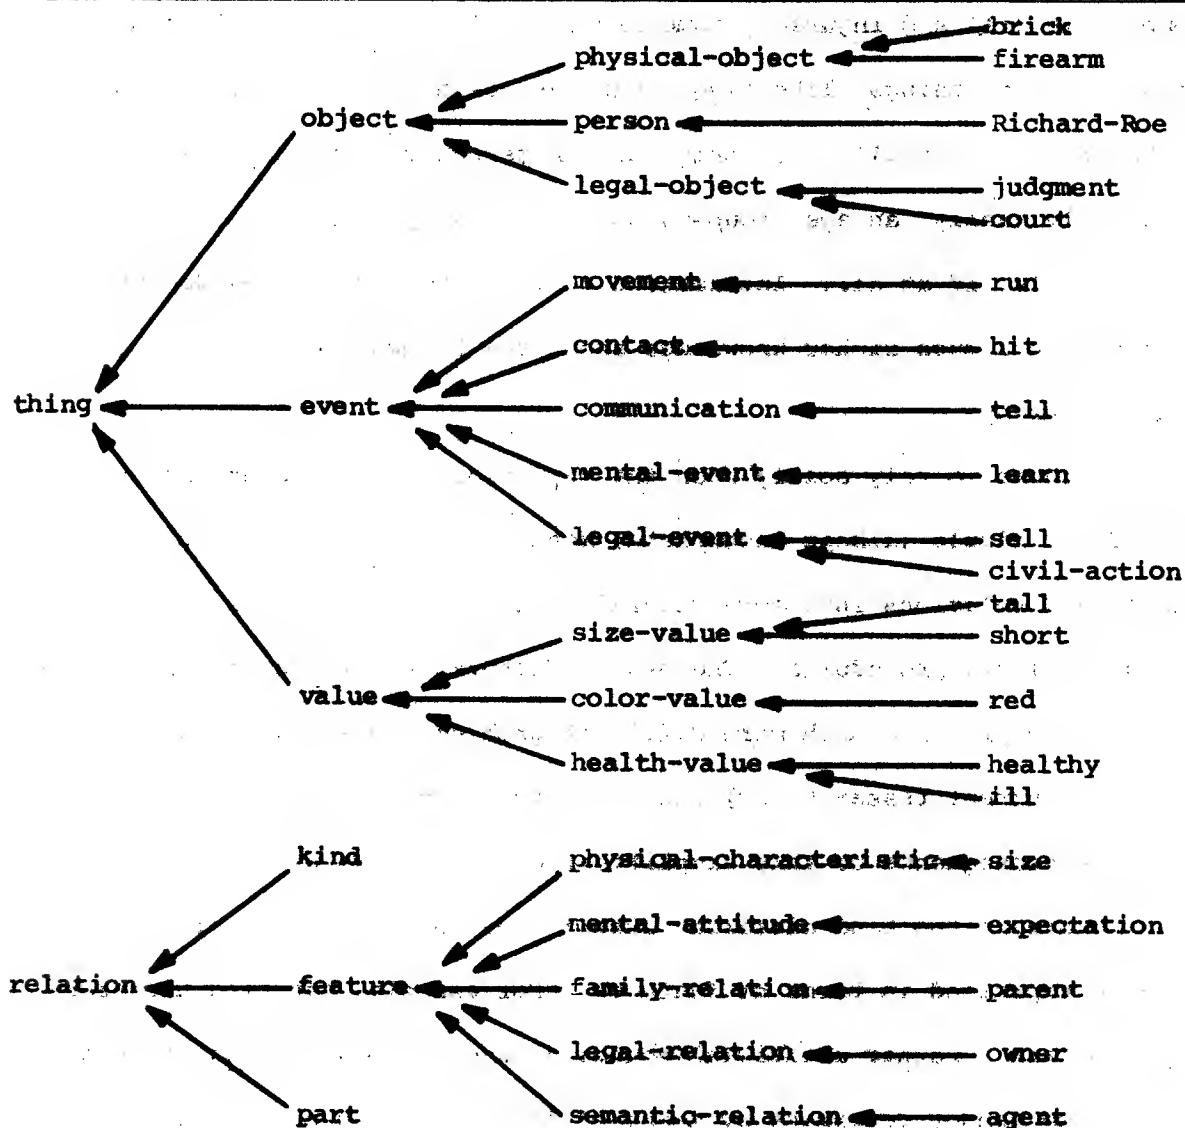 brick
physical-object firearm
object person Richard-Roe
legal-object judgment
court
movement run
contact hit
thing event communication tell
mental-event learn
legal-event sell
civil-action
tall
size-value short
value color-value red
health-value healthy
ill
kind physical-characteristic size
mental-attitude expectation
relation feature family-relation parent
legal-relation owner
part semantic-relation agent